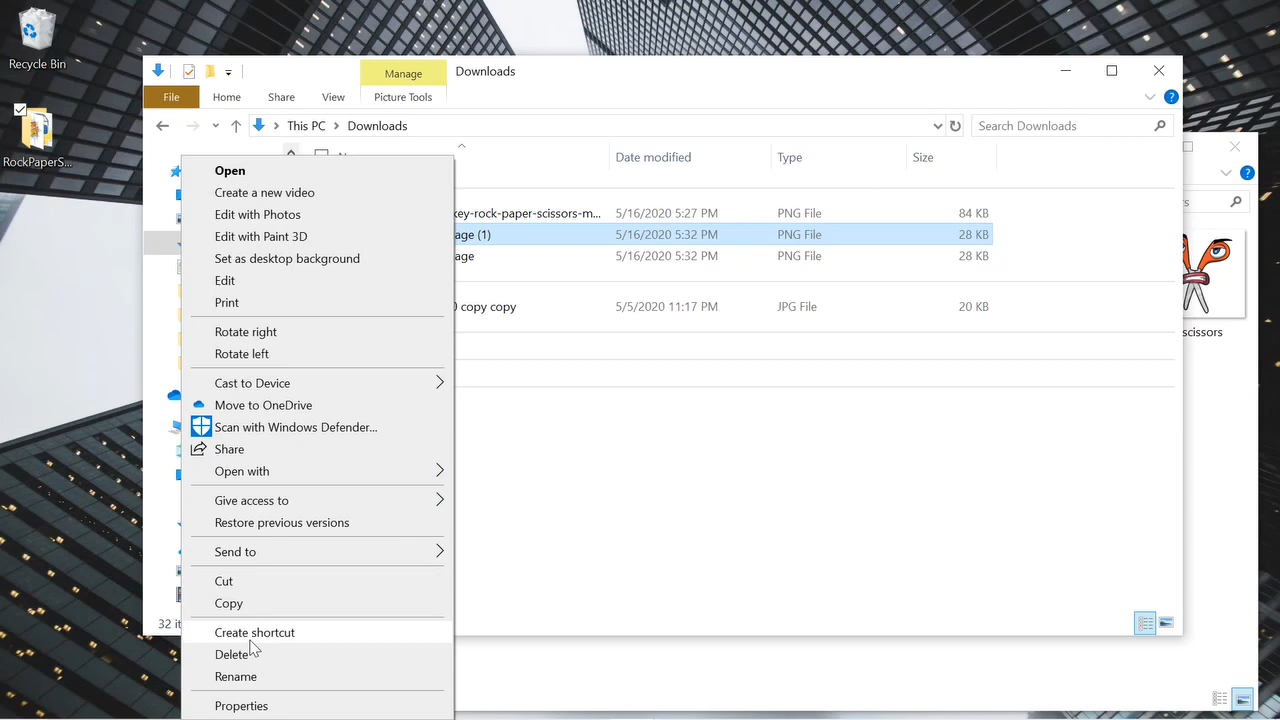 Recycle Bin
RockPaperS...
Manage
Downloads
File
Home
Share
View
Picture Tools
This PC
Downloads
Search Downloads
Date modified
Type
Size
key-rock-paper-scissors-m...
5/16/2020 5:27 PM
PNG File
84 KB
age (1)
5/16/2020 5:32 PM
PNG File
28 KB
age
5/16/2020 5:32 PM
PNG File
28 KB
0 copy copy
5/5/2020 11:17 PM
JPG File
20 KB
Open
Create a new video
Edit with Photos
Edit with Paint 3D
Set as desktop background
Edit
Print
Rotate right
Rotate left
Cast to Device
Move to OneDrive
Scan with Windows Defender...
Share
Open with
Give access to
Restore previous versions
Send to
Cut
Copy
Create shortcut
Delete
Rename
Properties
32 it
scissors